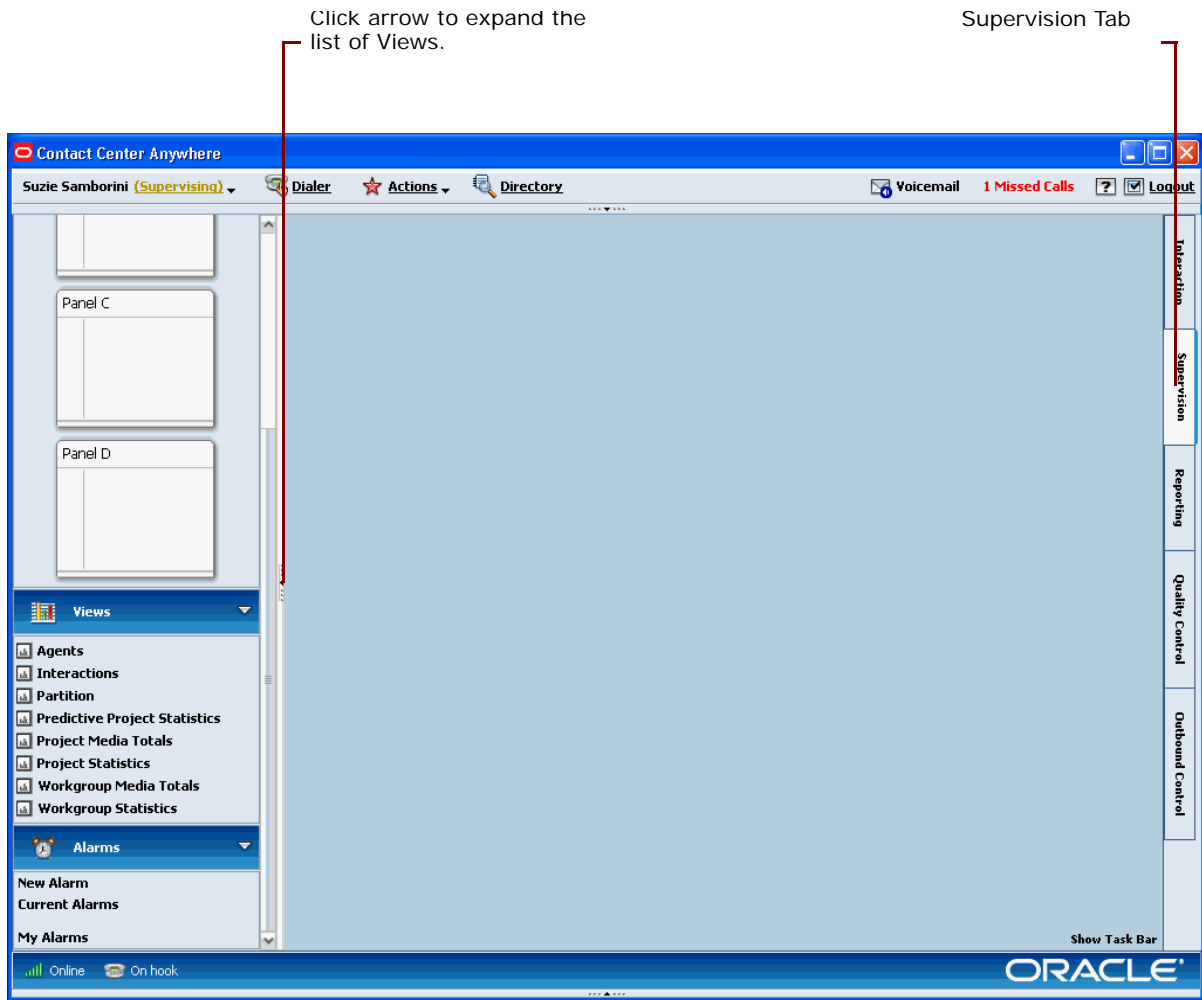 Click arrow to expand the
list of Views.
Supervision Tab
Contact Center Anywhere
Suzie Samborini (Supervising) Dialer Actions Directory Voicemail 1 Missed Calls ? Logout
Interaction
Supervision
Reporting
Quality Control
Outbound Control
Panel C
Panel D
Views
Agents
Interactions
Partition
Predictive Project Statistics
Project Media Totals
Project Statistics
Workgroup Media Totals
Workgroup Statistics
Alarms
New Alarm
Current Alarms
My Alarms
Show Task Bar
Online On hook
ORACLE